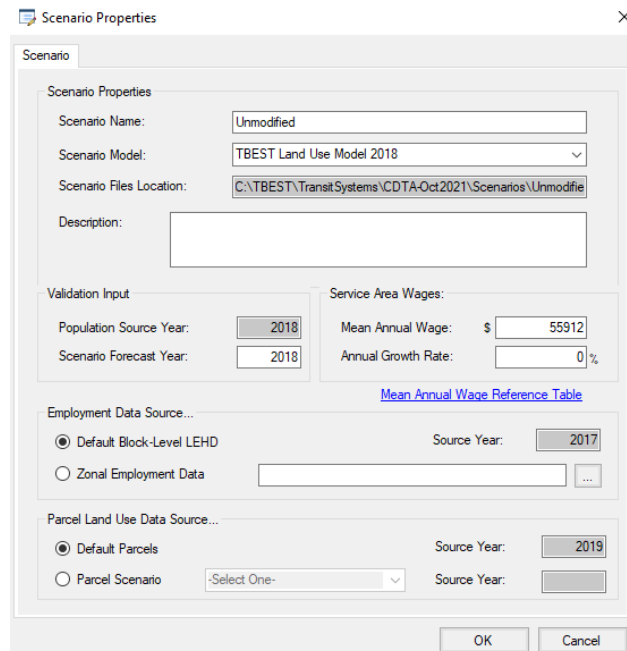 Scenario Properties
Scenario
Scenario Properties
Scenario Name: Unmodified
Scenario Model: TBEST Land Use Model 2018
Scenario Files Location: C:\TBEST\TransitSystems\CDTA-Oct2021\Scenarios\Unmodifie
Description:
Validation Input
Population Source Year: 2018
Scenario Forecast Year: 2018
Service Area Wages:
Mean Annual Wage: $ 55912
Annual Growth Rate: 0 %
Mean Annual Wage Reference Table
Employment Data Source...
Default Block-Level LEHD Source Year: 2017
Zonal Employment Data ...
Parcel Land Use Data Source...
Default Parcels Source Year: 2019
Parcel Scenario -Select One- Source Year:
OK Cancel